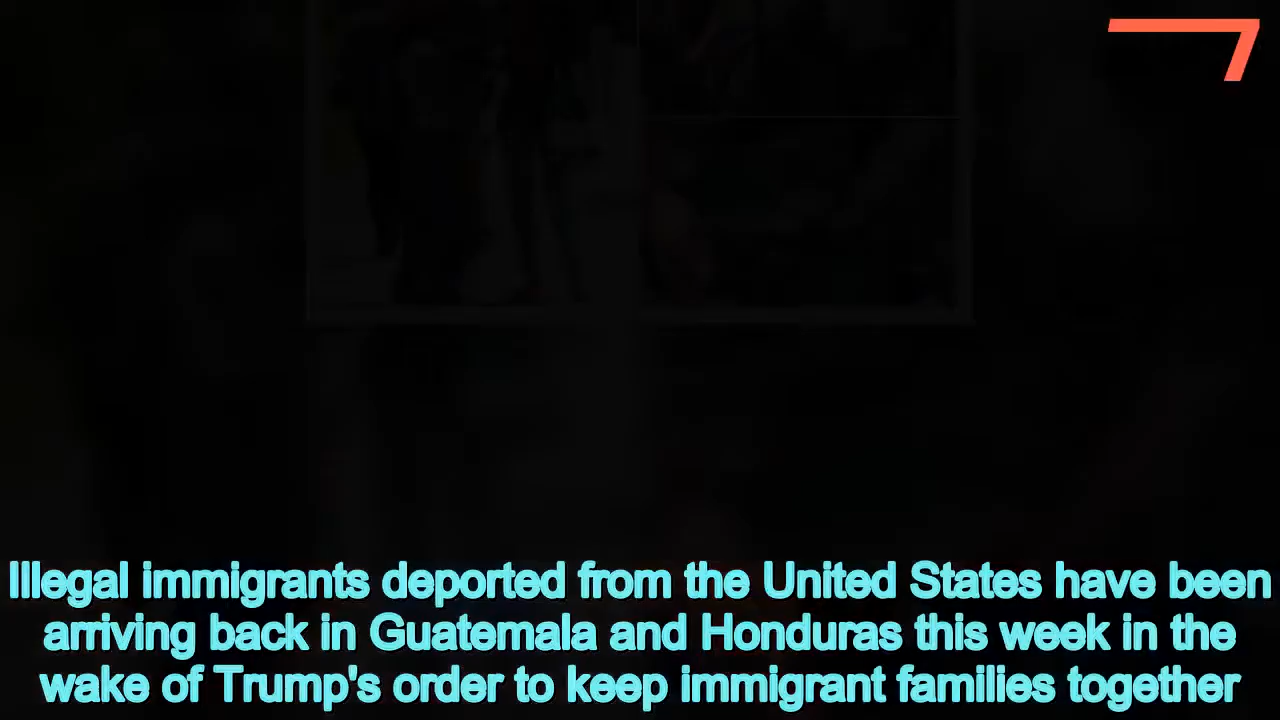 Illegal immigrants deported from the United States have been
arriving back in Guatemala and Honduras this week in the
wake of Trump's order to keep immigrant families together